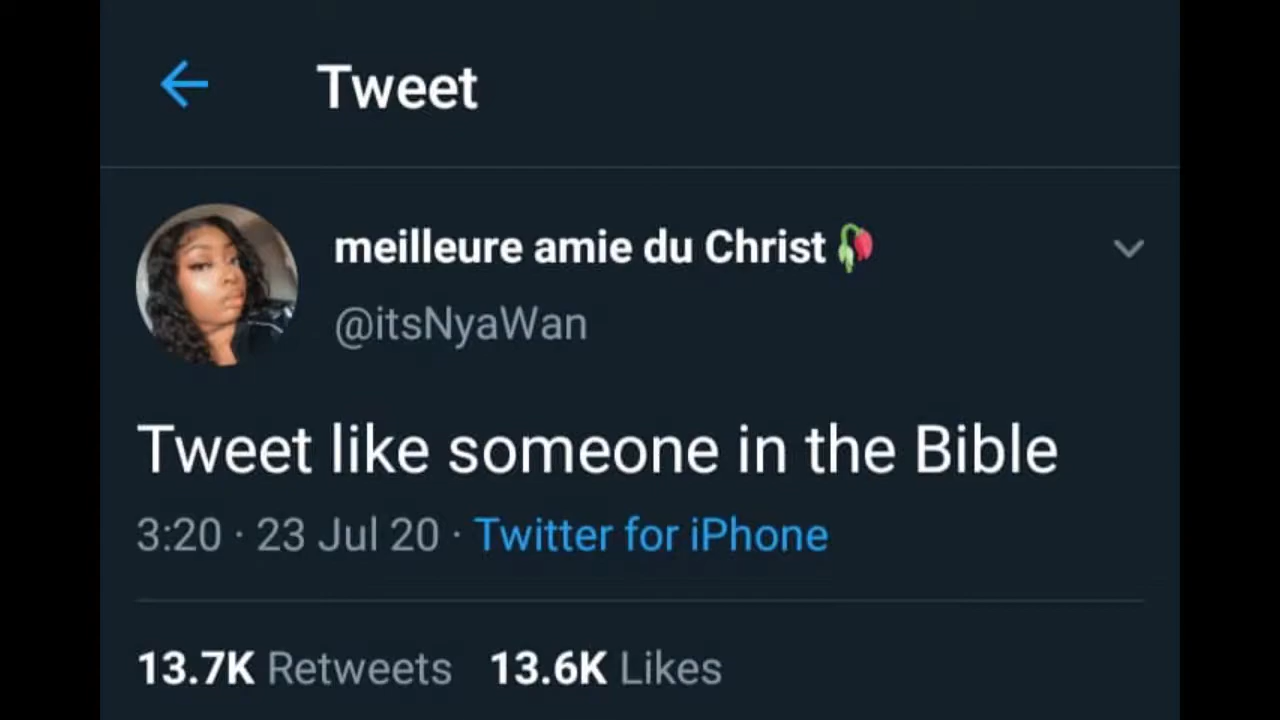 Tweet
meilleure amie du Christ🥀
@itsNyaWan
Tweet like someone in the Bible
3:20 · 23 Jul 20 · Twitter for iPhone
13.7K Retweets 13.6K Likes